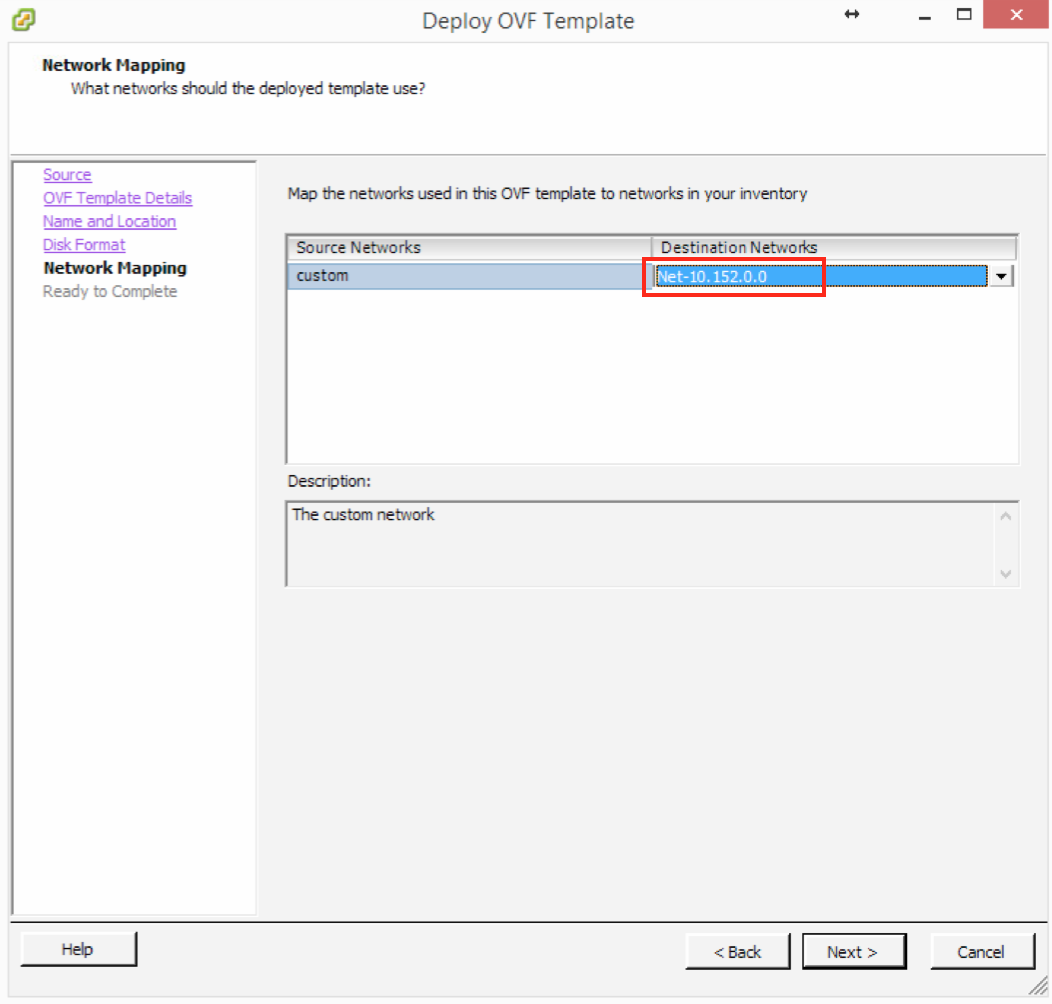 Deploy OVF Template
Network Mapping
What networks should the deployed template use?
Source
OVF Template Details
Name and Location
Disk Format
Network Mapping
Ready to Complete
Map the networks used in this OVF template to networks in your inventory
Source Networks Destination Networks
custom Net-10.152.0.0
Description:
The custom network
Help < Back Next > Cancel